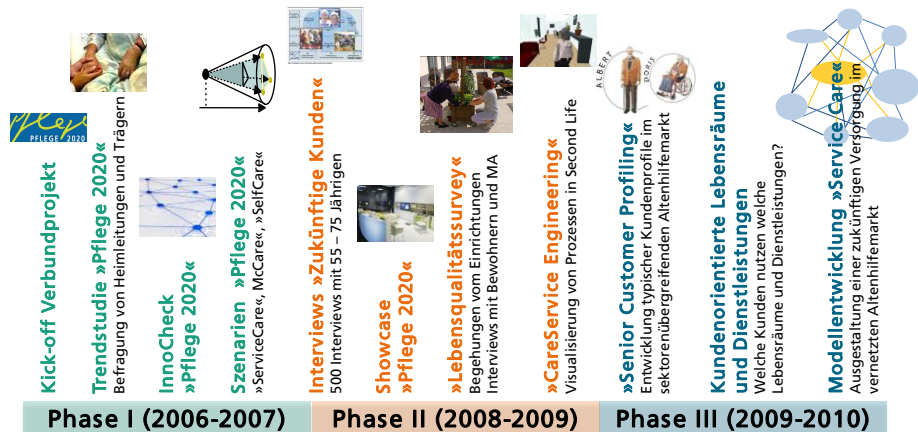 PFLEGE 2020
Kick-off Verbundprojekt
Trendstudie »Pflege 2020«
Befragung von Heimleitungen und Trägern
InnoCheck
»Pflege 2020«
Szenarien »Pflege 2020«
»ServiceCare«, McCare«, »SelfCare«
Interviews »Zukünftige Kunden«
500 Interviews mit 55 – 75 Jährigen
Showcase
»Pflege 2020«
»Lebensqualitätssurvey«
Begehungen vom Einrichtungen
Interviews mit Bewohnern und MA
»CareService Engineering«
Visualisierung von Prozessen in Second Life
ALBERT
DORIS
»Senior Customer Profiling«
Entwicklung typischer Kundenprofile im
sektorenübergreifenden Altenhilfemarkt
Kundenorientierte Lebensräume
und Dienstleistungen
Welche Kunden nutzen welche
Lebensräume und Dienstleistungen?
Modellentwicklung »Service Care«
Ausgestaltung einer zukünftigen Versorgung im
vernetzten Altenhilfemarkt
Phase I (2006-2007)
Phase II (2008-2009)
Phase III (2009-2010)